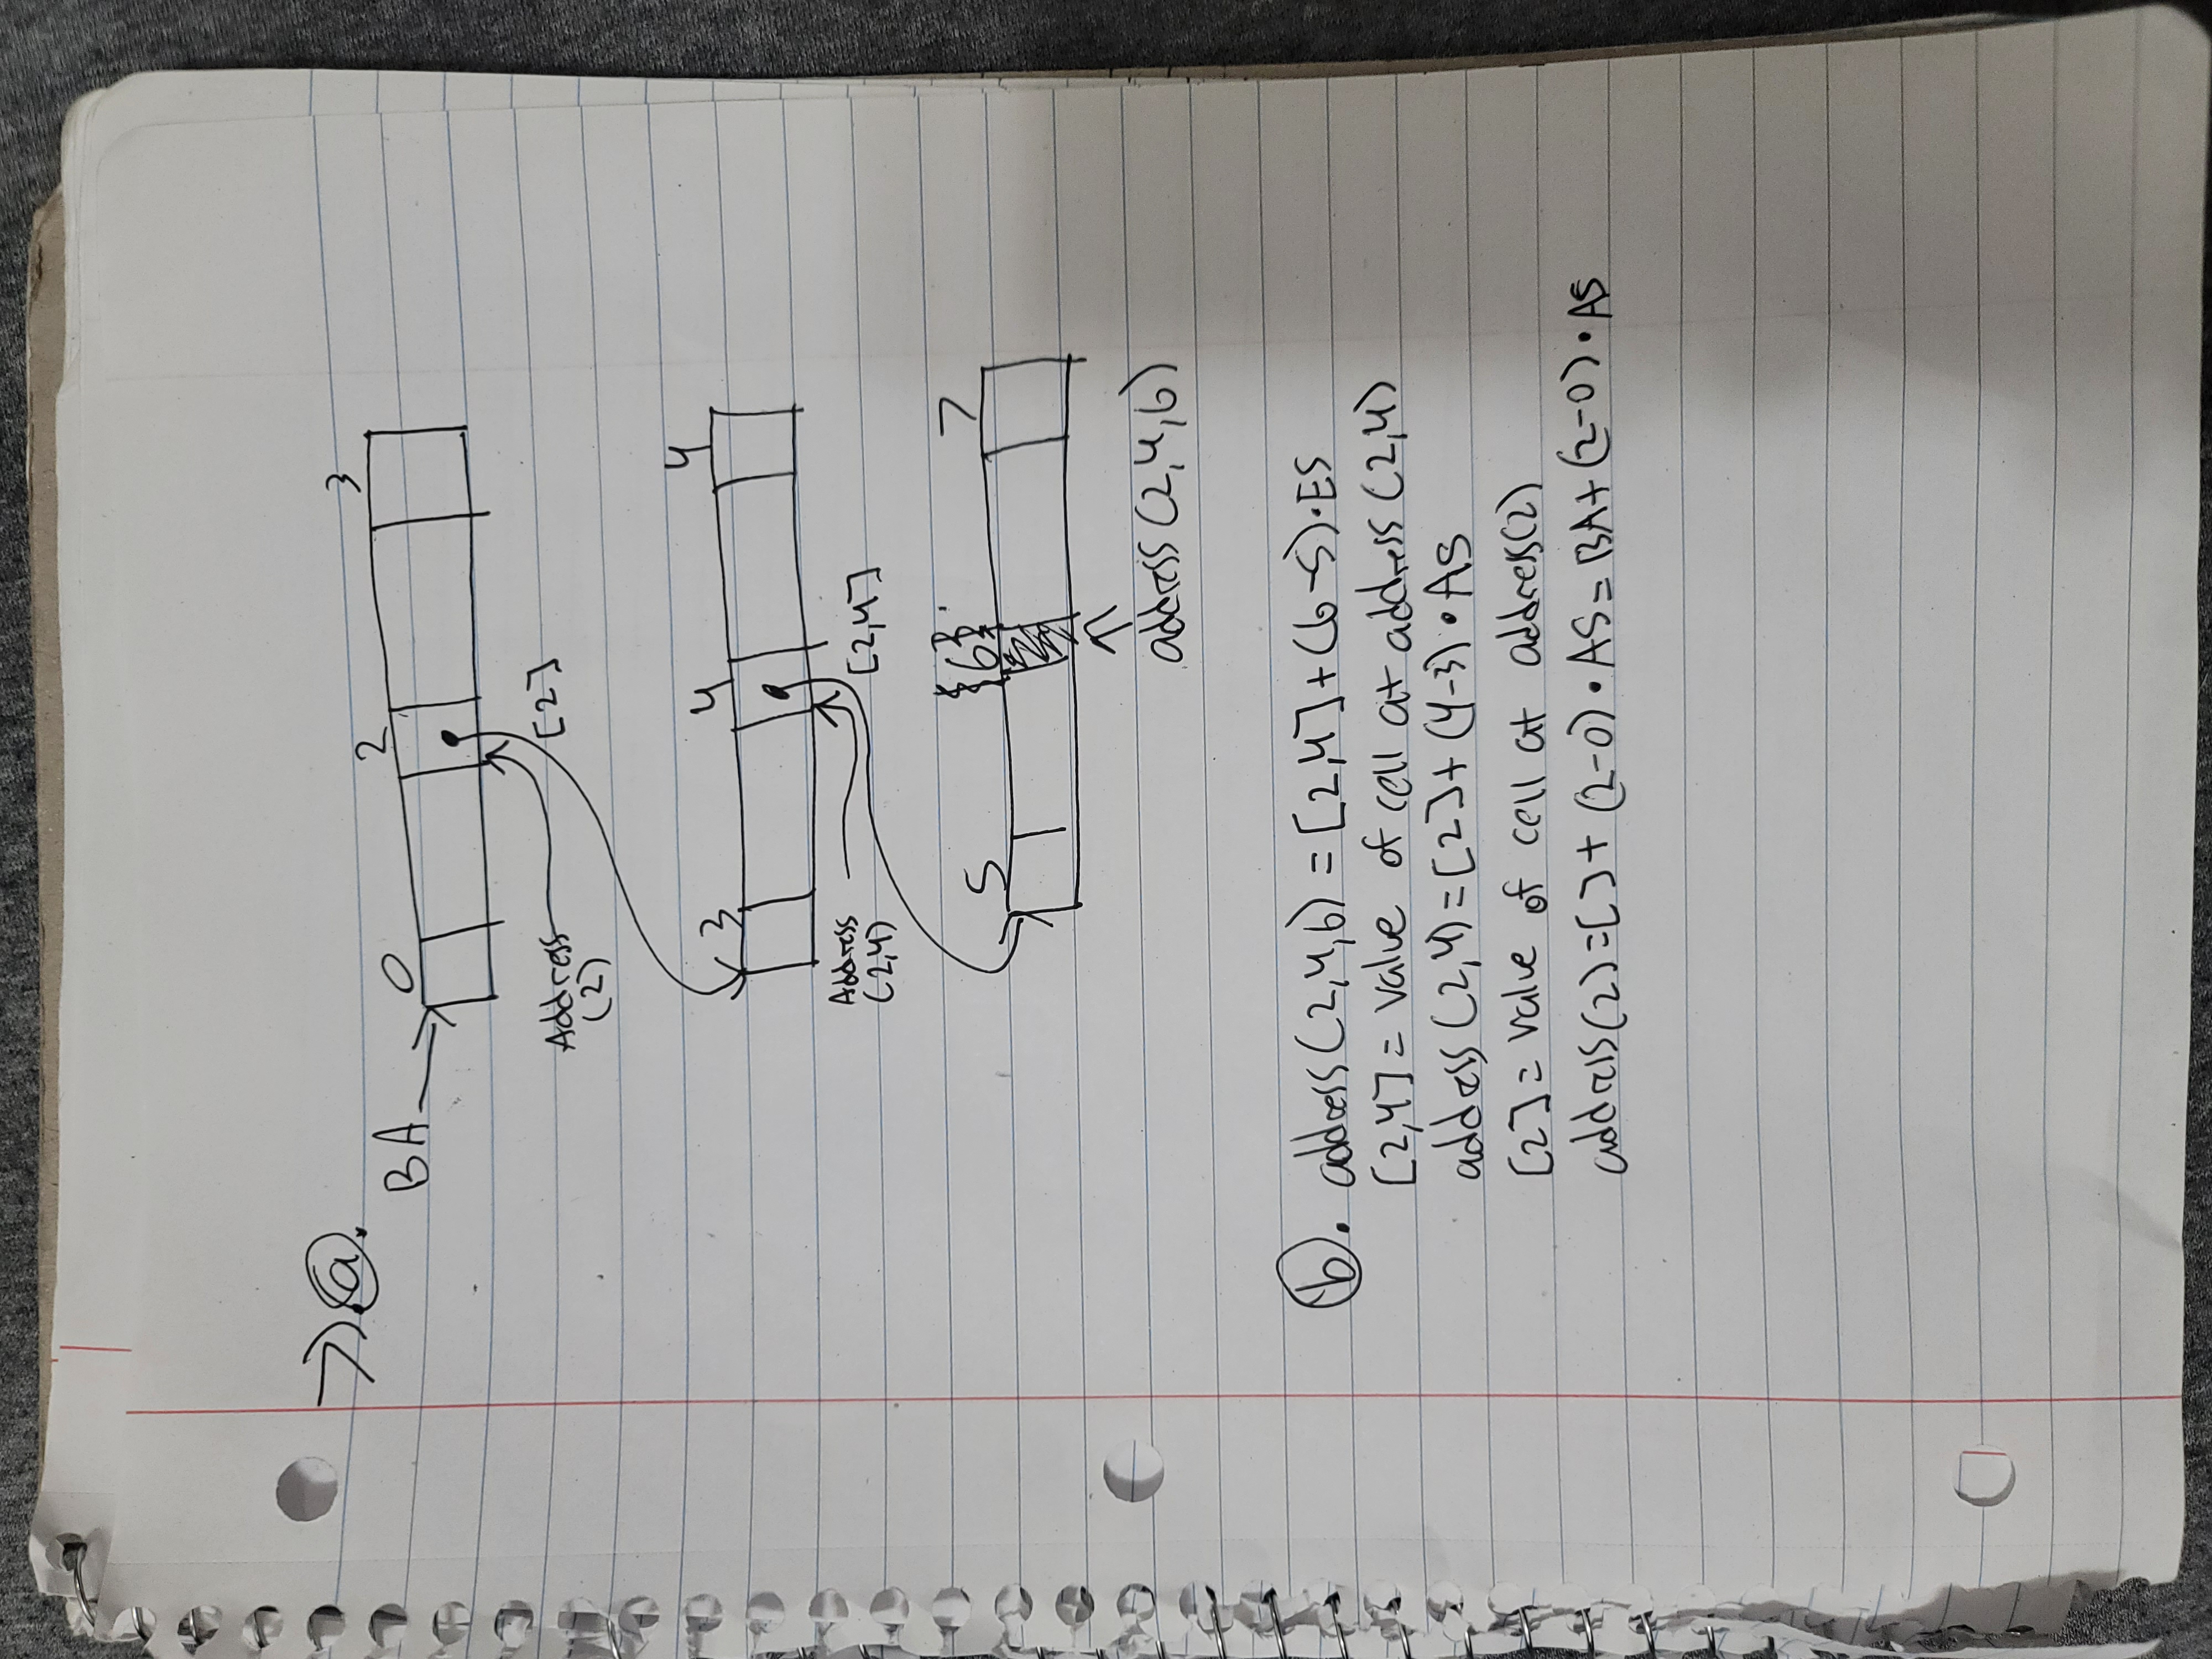 7).ⓐ.
BA 0 2 3
Address [2]
(2)
3 4 4
Address [2,4]
(2,4)
5 {6} 7
address (2,4,6)
ⓑ. address (2,4,6) = [2,4] + (6-5)·ES
[2,4] = value of cell at address (2,4)
address (2,4) = [2] + (4-3) · AS
[2] = value of cell at address(2)
address(2) = [ ] + (2-0) · AS = BA + (2-0) · AS